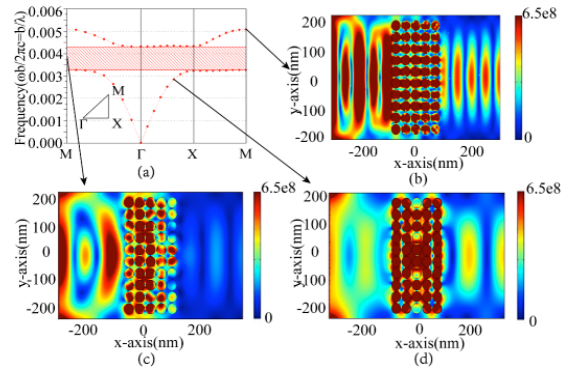 (a)
Frequency(ωb/2πc=b/λ)
0.006
0.005
0.004
0.003
0.002
0.001
0.000
M Γ X M
M
Γ X
(b)
6.5e8
0
y-axis(nm)
200
100
0
-100
-200
-200 0 200
x-axis(nm)
(c)
6.5e8
0
y-axis(nm)
200
100
0
-100
-200
-200 0 200
x-axis(nm)
(d)
6.5e8
0
y-axis(nm)
200
100
0
-100
-200
-200 0 200
x-axis(nm)